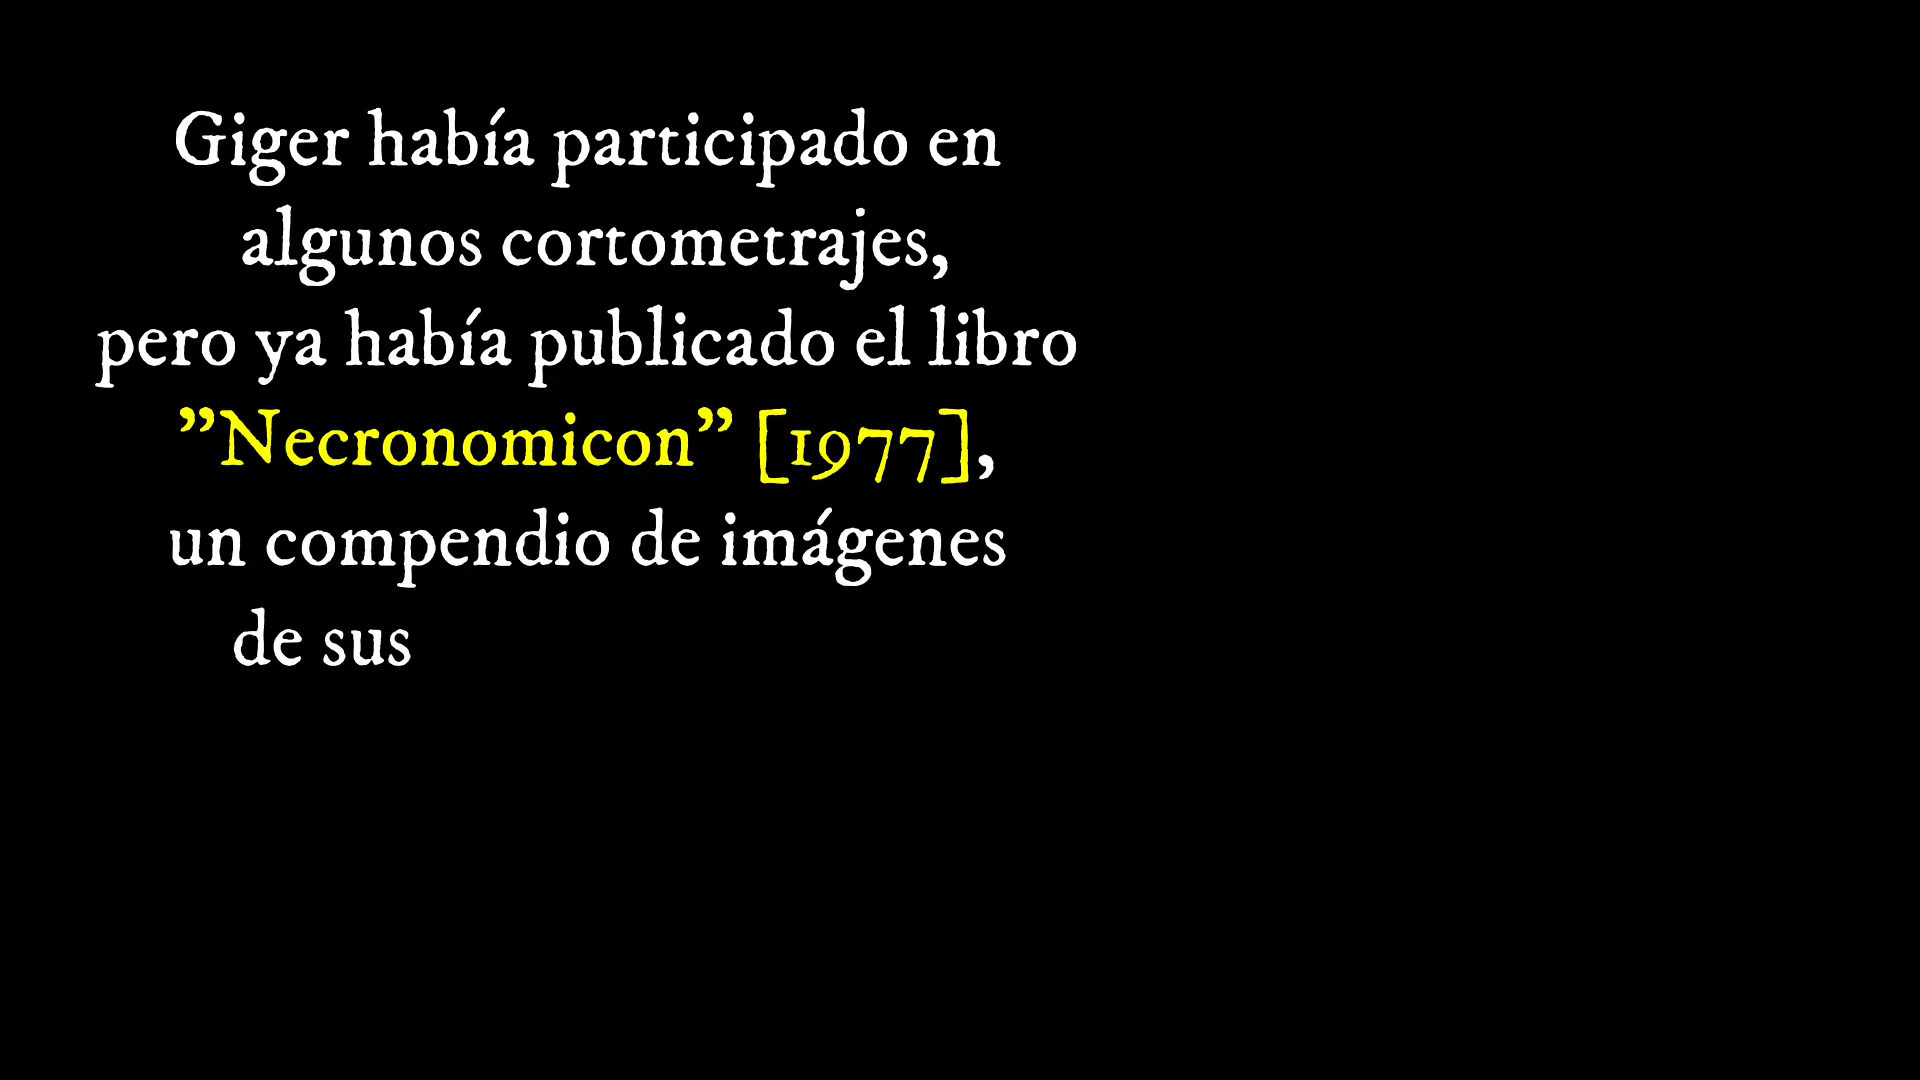 Giger había participado en
algunos cortometrajes,
pero ya había publicado el libro
”Necronomicon” [1977],
un compendio de imágenes
de sus